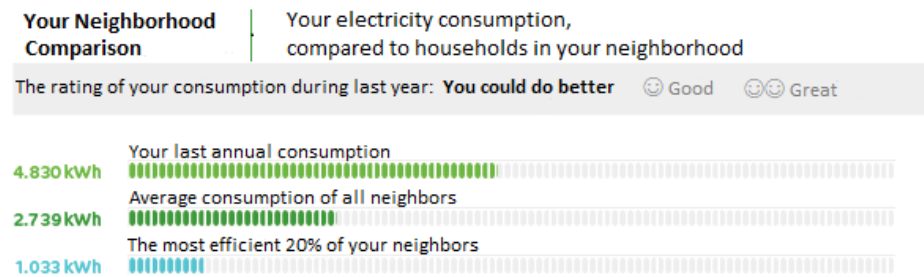 Your Neighborhood
Comparison
Your electricity consumption,
compared to households in your neighborhood
The rating of your consumption during last year: You could do better Good Great
Your last annual consumption
4.830 kWh
Average consumption of all neighbors
2.739 kWh
The most efficient 20% of your neighbors
1.033 kWh